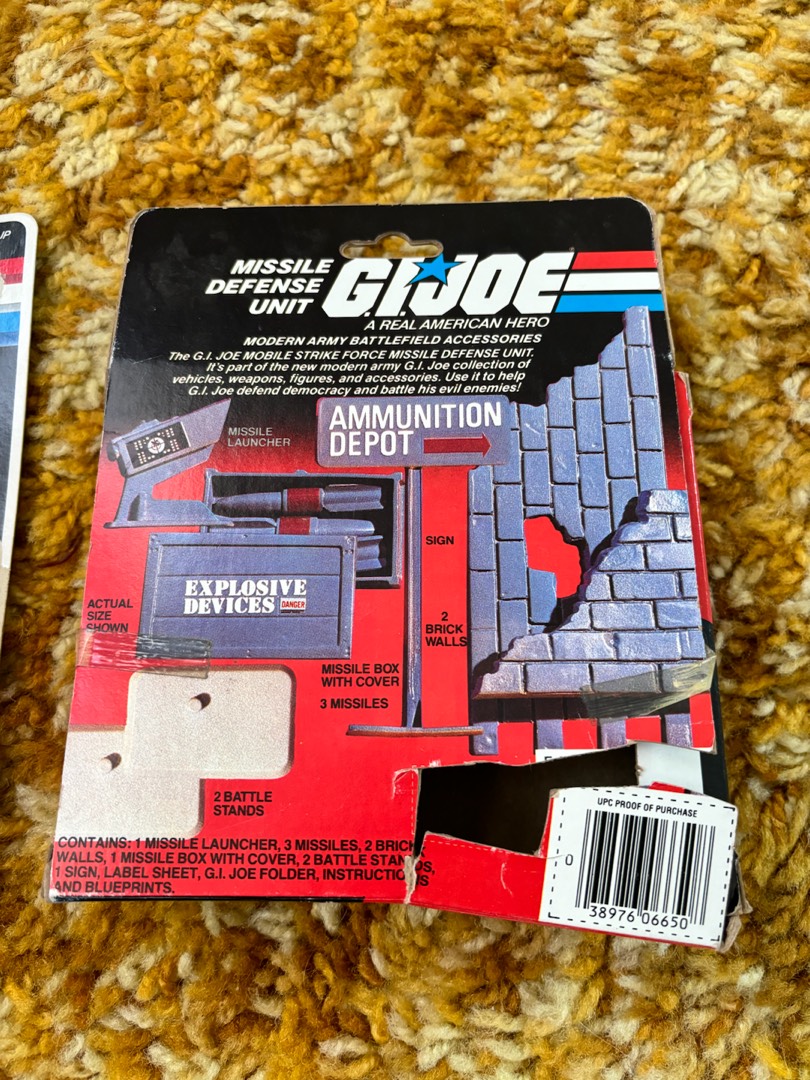 JP
MISSILE
DEFENSE
UNIT
G.I. JOE
A REAL AMERICAN HERO
MODERN ARMY BATTLEFIELD ACCESSORIES
The G.I. JOE MOBILE STRIKE FORCE MISSILE DEFENSE UNIT.
It's part of the new modern army G.I. Joe collection of
vehicles, weapons, figures, and accessories. Use it to help
G.I. Joe defend democracy and battle his evil enemies!
MISSILE
LAUNCHER
AMMUNITION
DEPOT
SIGN
EXPLOSIVE
DEVICES DANGER
ACTUAL
SIZE
SHOWN
2
BRICK
WALLS
MISSILE BOX
WITH COVER
3 MISSILES
2 BATTLE
STANDS
CONTAINS: 1 MISSILE LAUNCHER, 3 MISSILES, 2 BRICK
WALLS, 1 MISSILE BOX WITH COVER, 2 BATTLE STANDS,
1 SIGN, LABEL SHEET, G.I. JOE FOLDER, INSTRUCTIONS
AND BLUEPRINTS.
UPC PROOF OF PURCHASE
0
38976 06650